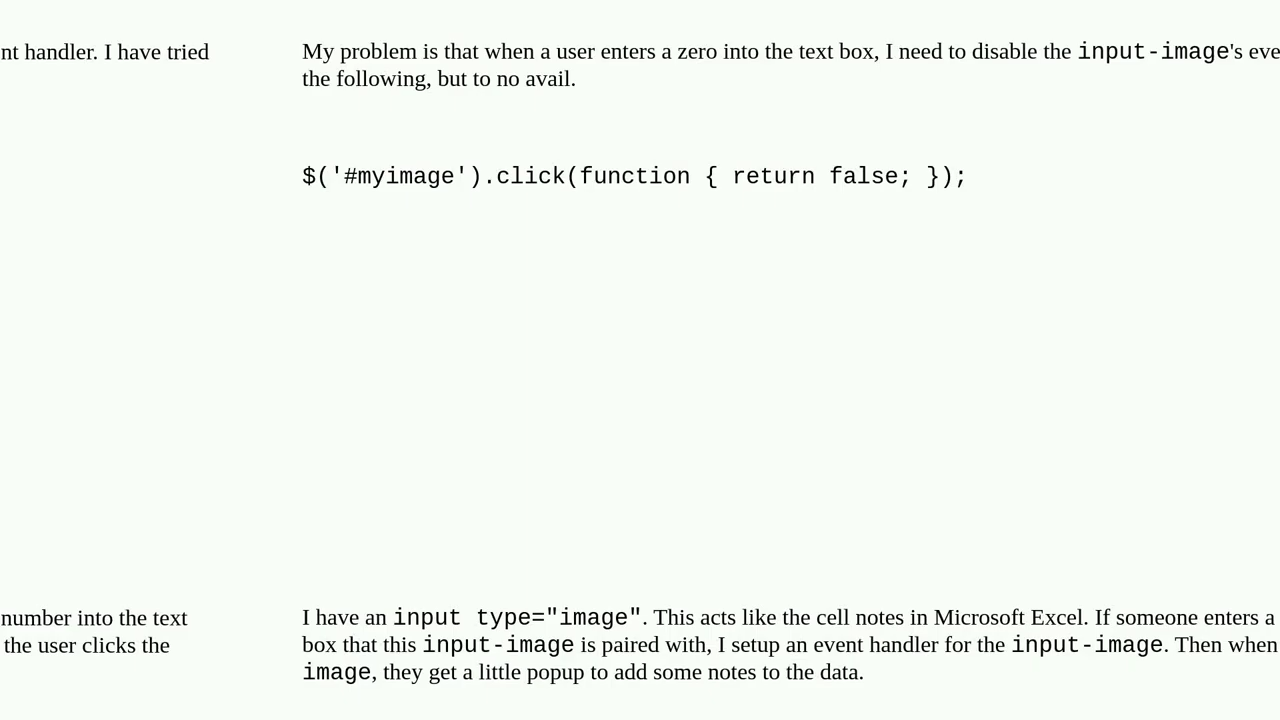 nt handler. I have tried
My problem is that when a user enters a zero into the text box, I need to disable the input-image's eve
the following, but to no avail.
$('#myimage').click(function { return false; });
number into the text
the user clicks the
I have an input type="image". This acts like the cell notes in Microsoft Excel. If someone enters a
box that this input-image is paired with, I setup an event handler for the input-image. Then when
image, they get a little popup to add some notes to the data.